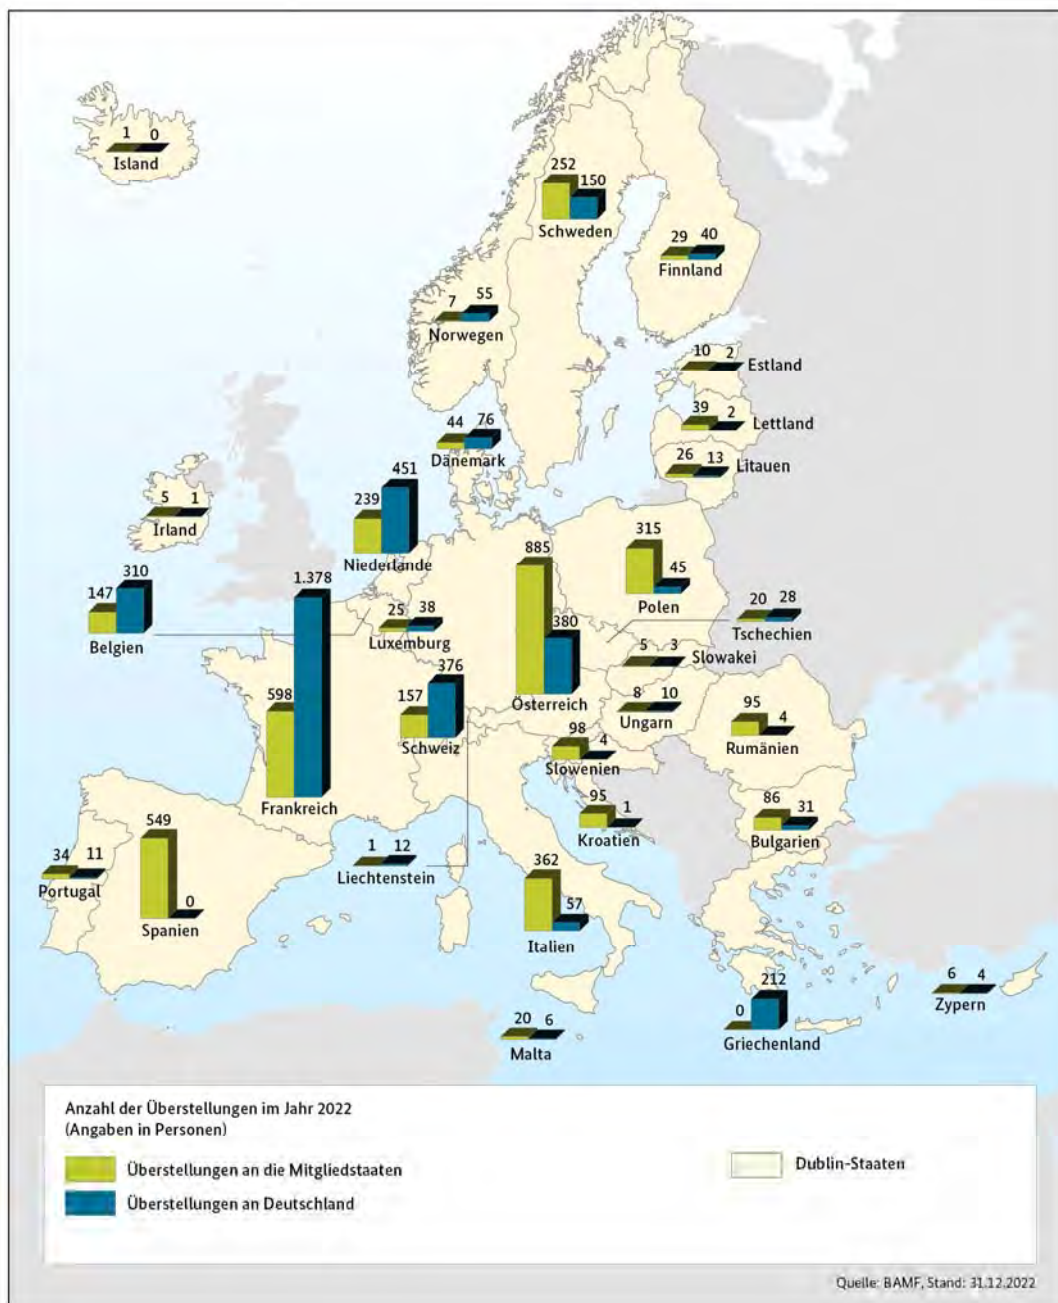 1 0
Island
252 150
Schweden
29 40
Finnland
7 55
Norwegen
10 2
Estland
39 2
Lettland
44 76
Dänemark
26 13
Litauen
5 1
Irland
239 451
Niederlande
315 45
Polen
885 380
Österreich
147 310
Belgien
598 1.378
Frankreich
25 38
Luxemburg
20 28
Tschechien
5 3
Slowakei
157 376
Schweiz
8 10
Ungarn
95 4
Rumänien
98 4
Slowenien
95 1
Kroatien
86 31
Bulgarien
34 11
Portugal
549 0
Spanien
1 12
Liechtenstein
362 57
Italien
6 4
Zypern
0 212
Griechenland
20 6
Malta
Anzahl der Überstellungen im Jahr 2022
(Angaben in Personen)
Überstellungen an die Mitgliedstaaten
Überstellungen an Deutschland
Dublin-Staaten
Quelle: BAMF, Stand: 31.12.2022